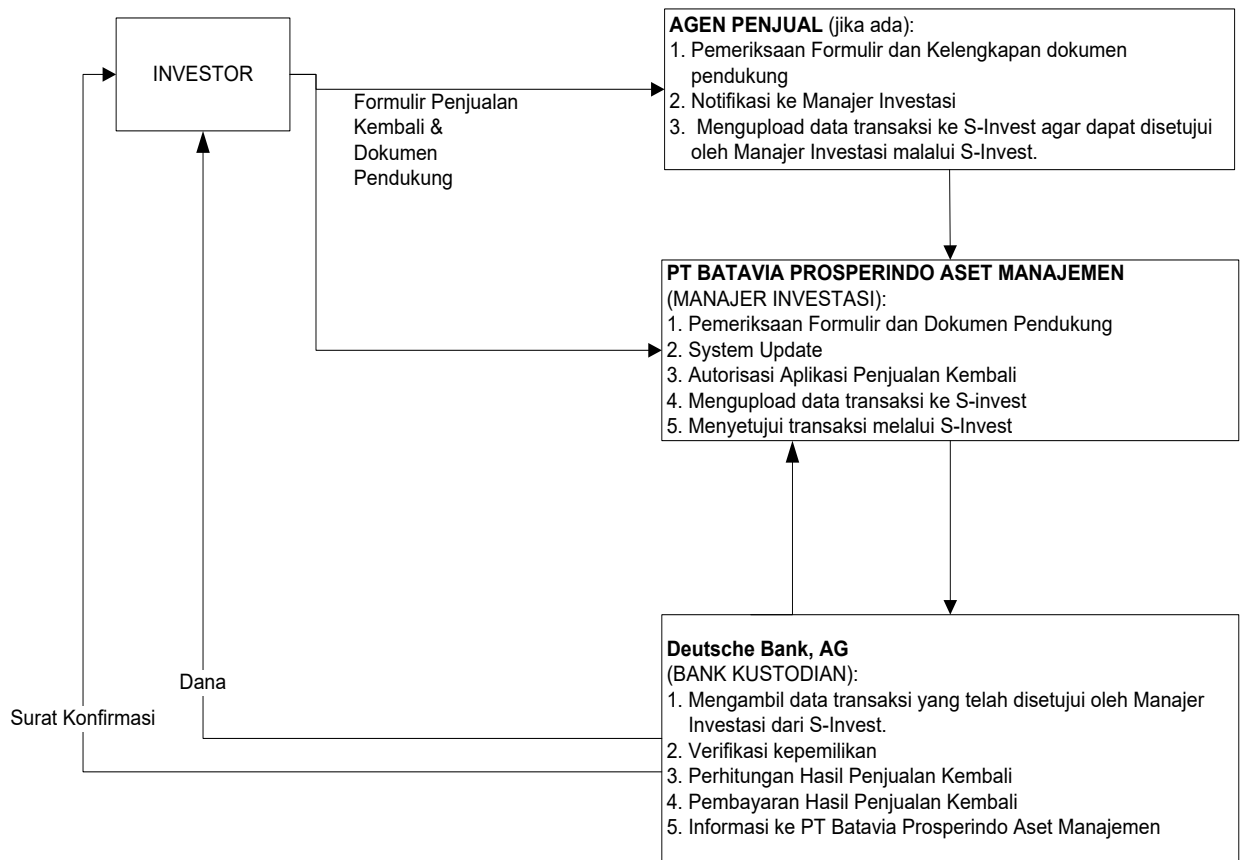 INVESTOR
Formulir Penjualan
Kembali &
Dokumen
Pendukung
AGEN PENJUAL (jika ada):
1. Pemeriksaan Formulir dan Kelengkapan dokumen
pendukung
2. Notifikasi ke Manajer Investasi
3. Mengupload data transaksi ke S-Invest agar dapat disetujui
oleh Manajer Investasi malalui S-Invest.
PT BATAVIA PROSPERINDO ASET MANAJEMEN
(MANAJER INVESTASI):
1. Pemeriksaan Formulir dan Dokumen Pendukung
2. System Update
3. Autorisasi Aplikasi Penjualan Kembali
4. Mengupload data transaksi ke S-invest
5. Menyetujui transaksi melalui S-Invest
Deutsche Bank, AG
(BANK KUSTODIAN):
1. Mengambil data transaksi yang telah disetujui oleh Manajer
Investasi dari S-Invest.
2. Verifikasi kepemilikan
3. Perhitungan Hasil Penjualan Kembali
4. Pembayaran Hasil Penjualan Kembali
5. Informasi ke PT Batavia Prosperindo Aset Manajemen
Dana
Surat Konfirmasi